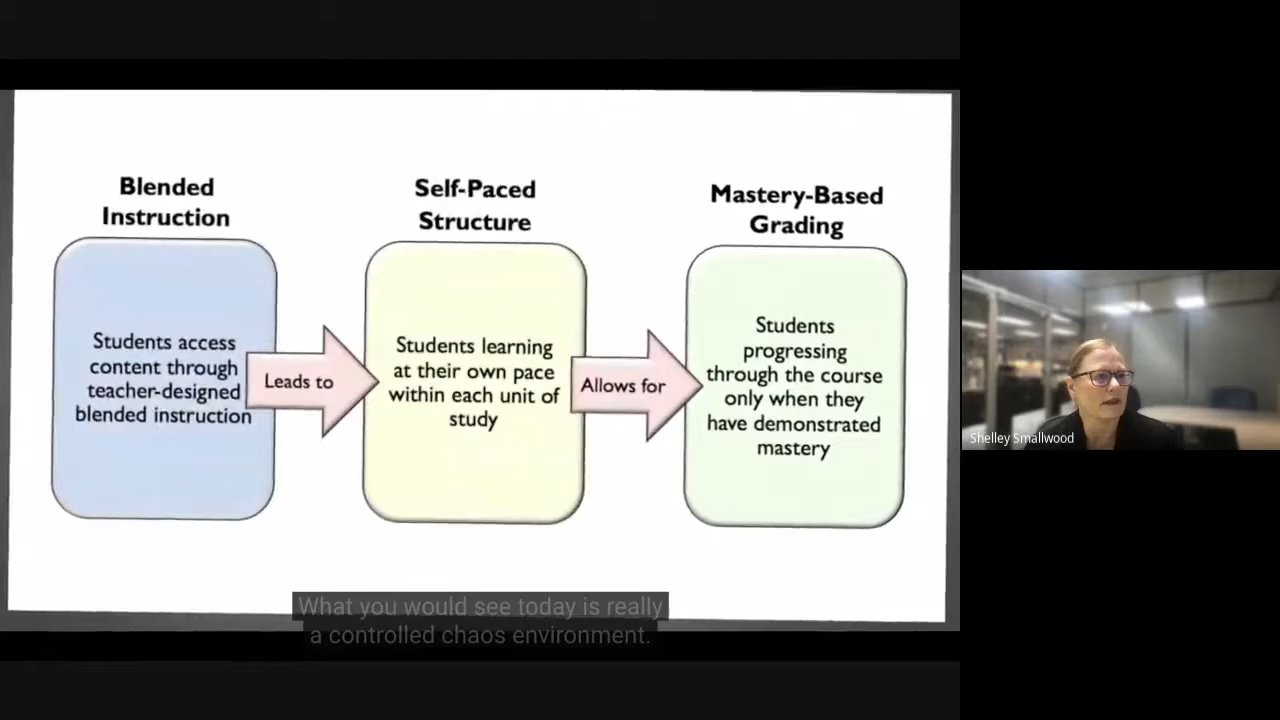 Blended
Instruction
Students access
content through
teacher-designed
blended instruction
Leads to
Self-Paced
Structure
Students learning
at their own pace
within each unit of
study
Allows for
Mastery-Based
Grading
Students
progressing
through the course
only when they
have demonstrated
mastery
What you would see today is really
a controlled chaos environment.
Shelley Smallwood